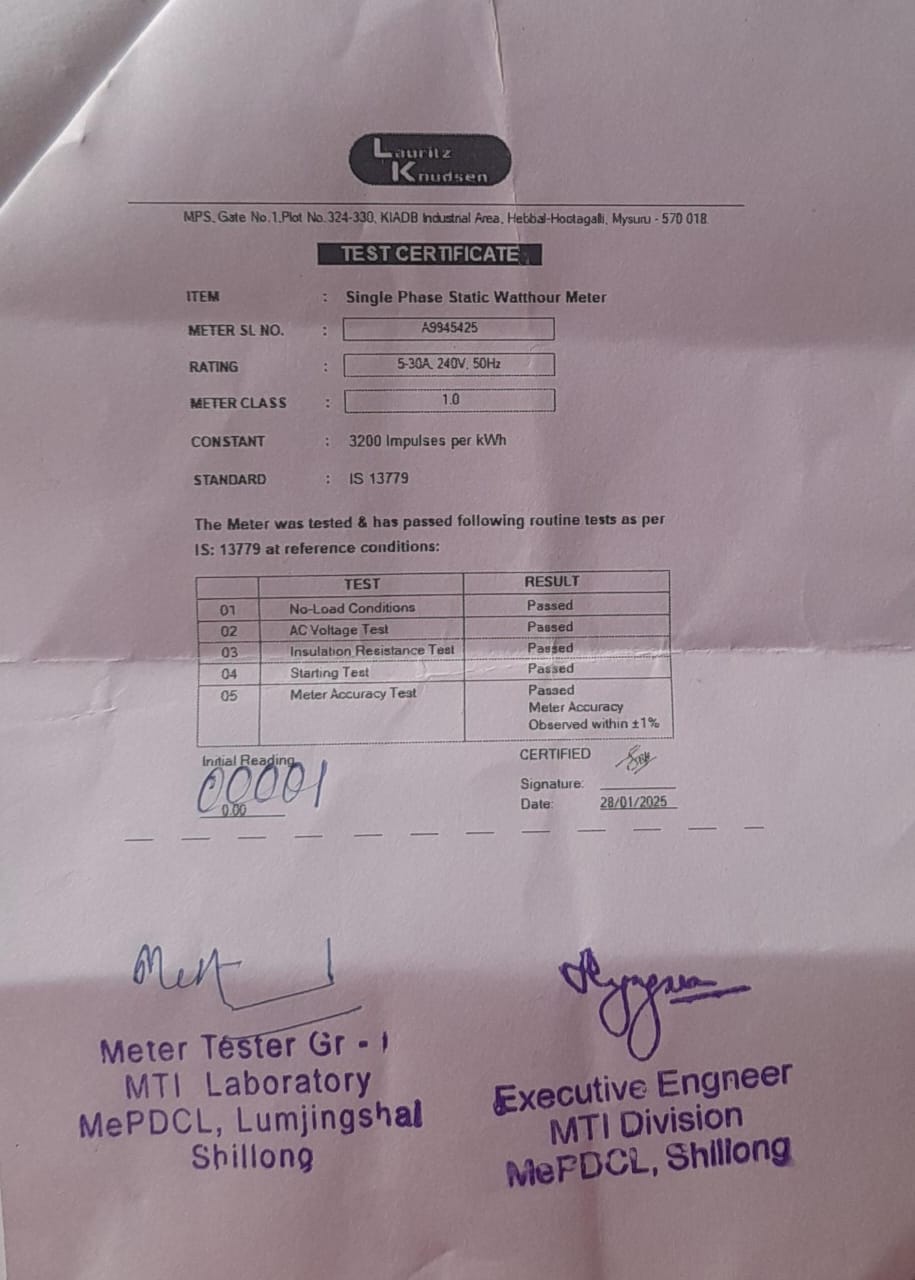 Lauritz
Knudsen
MPS, Gate No.1,Plot No.324-330, KIADB Industrial Area, Hebbal-Hootagalli, Mysuru - 570 018.
TEST CERTIFICATE
ITEM : Single Phase Static Watthour Meter
METER SL NO. : A9945425
RATING : 5-30A, 240V, 50Hz
METER CLASS : 1.0
CONSTANT : 3200 Impulses per kWh
STANDARD : IS 13779
The Meter was tested & has passed following routine tests as per
IS: 13779 at reference conditions:
TEST RESULT
01 No-Load Conditions Passed
02 AC Voltage Test Passed
03 Insulation Resistance Test Passed
04 Starting Test Passed
05 Meter Accuracy Test Passed
Meter Accuracy
Observed within ±1%
Initial Reading CERTIFIED
00001
0.00
Signature:
Date: 28/01/2025
Meter Tester Gr - I
MTI Laboratory
MePDCL, Lumjingshai
Shillong
Executive Engneer
MTI Division
MePDCL, Shillong